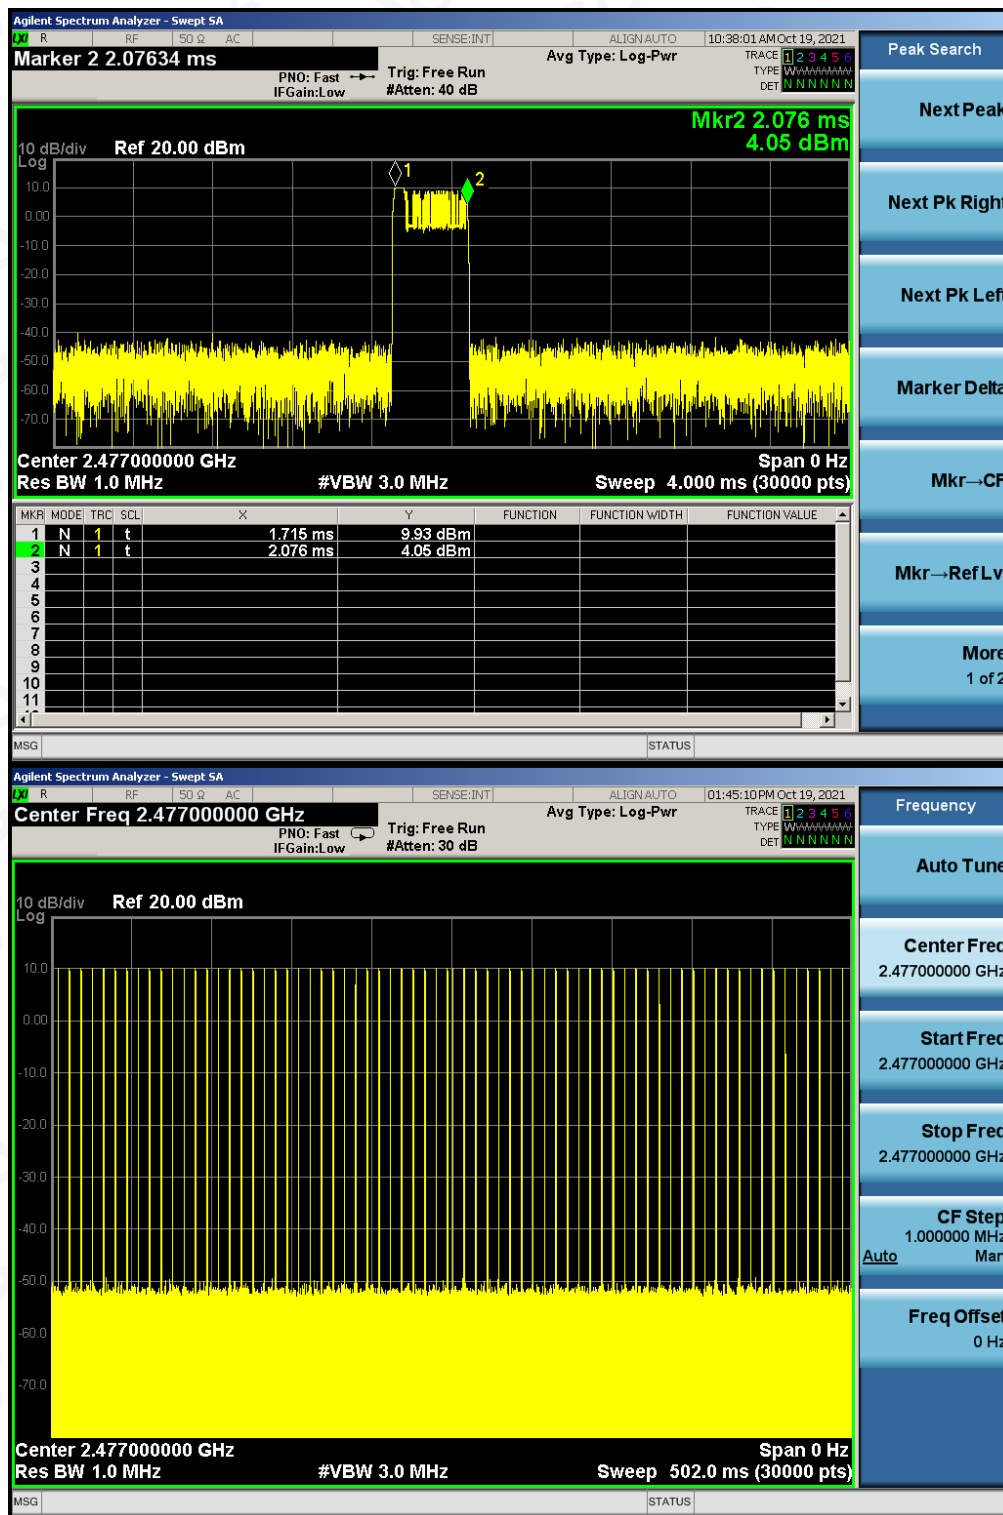 Agilent Spectrum Analyzer - Swept SA
LXI R RF 50 Ω AC SENSE:INT ALIGN AUTO 10:38:01 AM Oct 19, 2021
Marker 2 2.07634 ms
PNO: Fast
IFGain:Low
Trig: Free Run
#Atten: 40 dB
Avg Type: Log-Pwr
TRACE 1 2 3 4 5 6
TYPE W
DET N N N N N N
Peak Search
Mkr2 2.076 ms
4.05 dBm
10 dB/div Ref 20.00 dBm
Log
10.0
0.00
-10.0
-20.0
-30.0
-40.0
-50.0
-60.0
-70.0
1
2
Center 2.477000000 GHz Span 0 Hz
Res BW 1.0 MHz #VBW 3.0 MHz Sweep 4.000 ms (30000 pts)
MKR MODE TRC SCL X Y FUNCTION FUNCTION WIDTH FUNCTION VALUE
1 N 1 t 1.715 ms 9.93 dBm
2 N 1 t 2.076 ms 4.05 dBm
3
4
5
6
7
8
9
10
11
MSG STATUS
Next Peak
Next Pk Right
Next Pk Left
Marker Delta
Mkr→CF
Mkr→Ref Lv
More
1 of 2
Agilent Spectrum Analyzer - Swept SA
LXI R RF 50 Ω AC SENSE:INT ALIGN AUTO 01:45:10 PM Oct 19, 2021
Center Freq 2.477000000 GHz
PNO: Fast
IFGain:Low
Trig: Free Run
#Atten: 30 dB
Avg Type: Log-Pwr
TRACE 1 2 3 4 5 6
TYPE W
DET N N N N N N
Frequency
10 dB/div Ref 20.00 dBm
Log
10.0
0.00
-10.0
-20.0
-30.0
-40.0
-50.0
-60.0
-70.0
Center 2.477000000 GHz Span 0 Hz
Res BW 1.0 MHz #VBW 3.0 MHz Sweep 502.0 ms (30000 pts)
MSG STATUS
Auto Tune
Center Freq
2.477000000 GHz
Start Freq
2.477000000 GHz
Stop Freq
2.477000000 GHz
CF Step
1.000000 MHz
Auto Man
Freq Offset
0 Hz